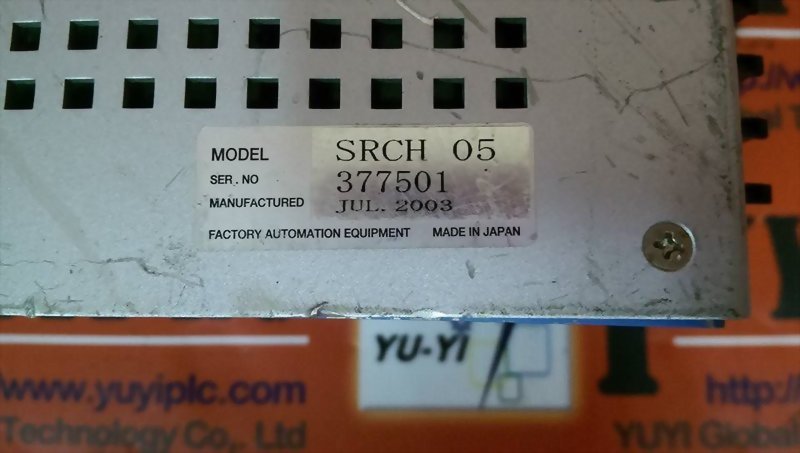 MODEL SRCH 05
SER. NO 377501
MANUFACTURED JUL. 2003
FACTORY AUTOMATION EQUIPMENT MADE IN JAPAN
YU-YI
/www.yuyiplc.com http://
Technology Co,. Ltd YUYI Global